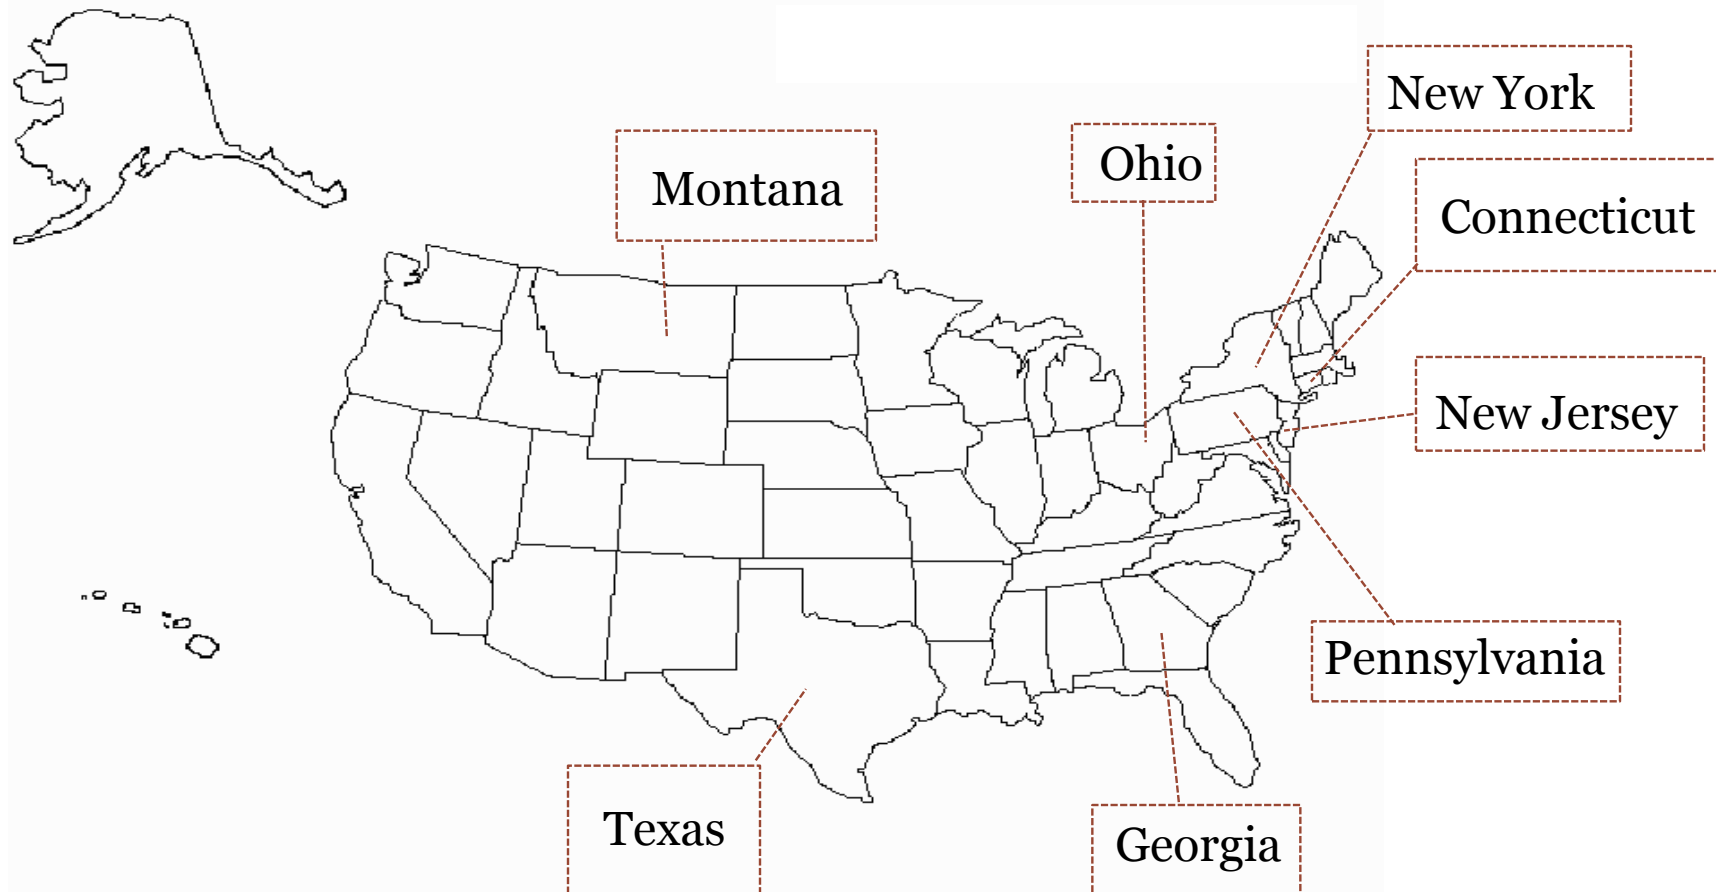 New York
Ohio
Montana
Connecticut
New Jersey
Pennsylvania
Texas
Georgia